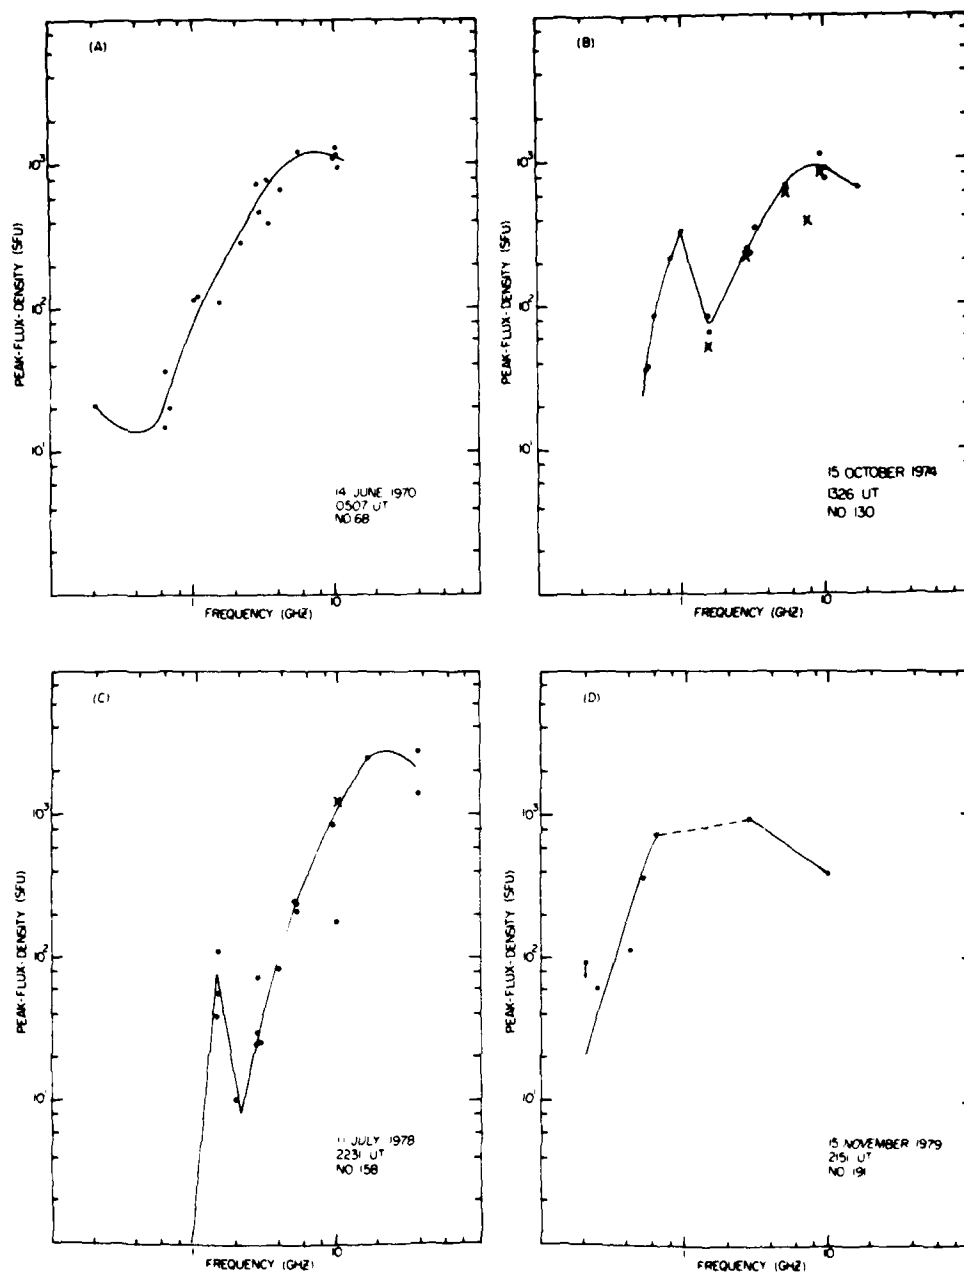 (A)
10³
10²
10¹
PEAK-FLUX-DENSITY (SFU)
14 JUNE 1970
0507 UT
NO 68
1
10
FREQUENCY (GHZ)
(B)
10³
10²
10¹
PEAK-FLUX-DENSITY (SFU)
15 OCTOBER 1974
1326 UT
NO 130
1
10
FREQUENCY (GHZ)
(C)
10³
10²
10¹
PEAK-FLUX-DENSITY (SFU)
11 JULY 1978
2231 UT
NO 158
1
10
FREQUENCY (GHZ)
(D)
10³
10²
10¹
PEAK-FLUX-DENSITY (SFU)
15 NOVEMBER 1979
2151 UT
NO 191
1
10
FREQUENCY (GHZ)